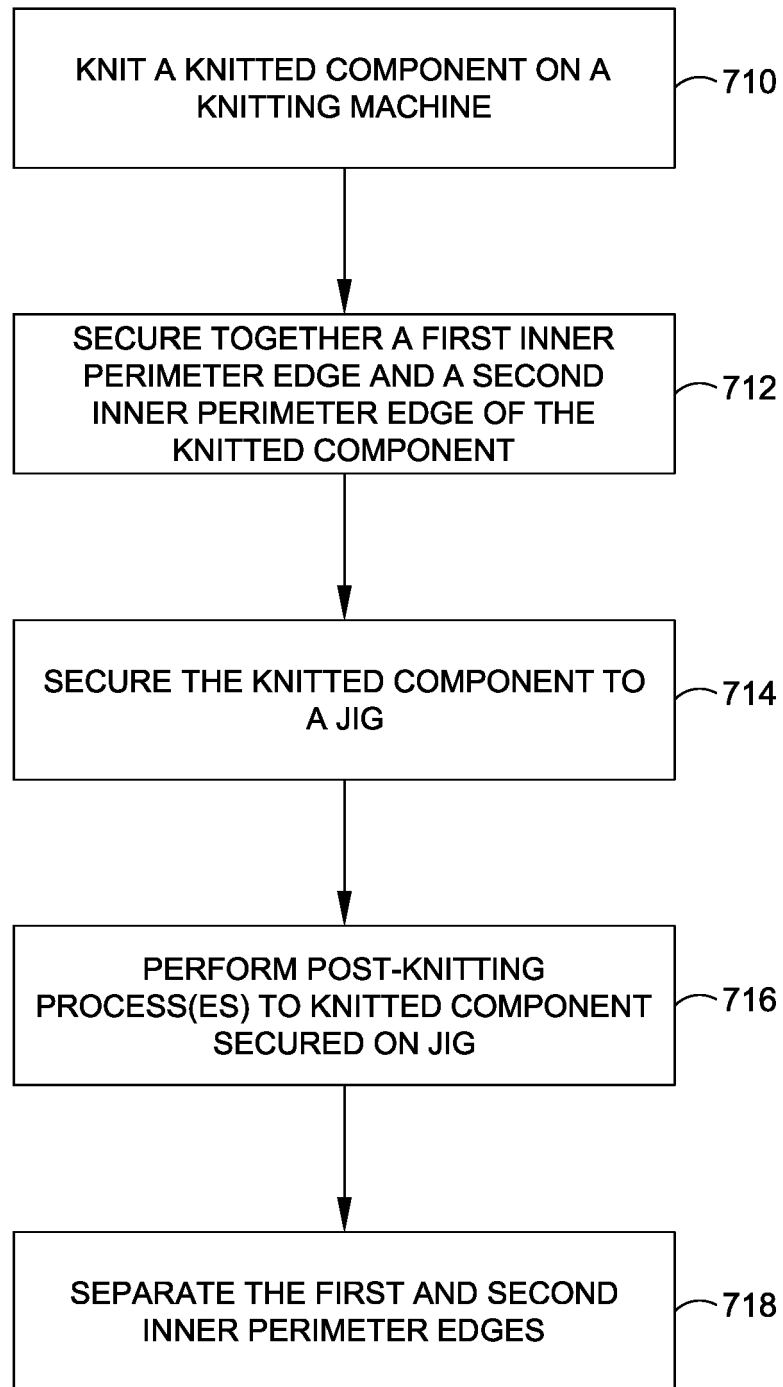 KNIT A KNITTED COMPONENT ON A
KNITTING MACHINE
710
SECURE TOGETHER A FIRST INNER
PERIMETER EDGE AND A SECOND
INNER PERIMETER EDGE OF THE
KNITTED COMPONENT
712
SECURE THE KNITTED COMPONENT TO
A JIG
714
PERFORM POST-KNITTING
PROCESS(ES) TO KNITTED COMPONENT
SECURED ON JIG
716
SEPARATE THE FIRST AND SECOND
INNER PERIMETER EDGES
718